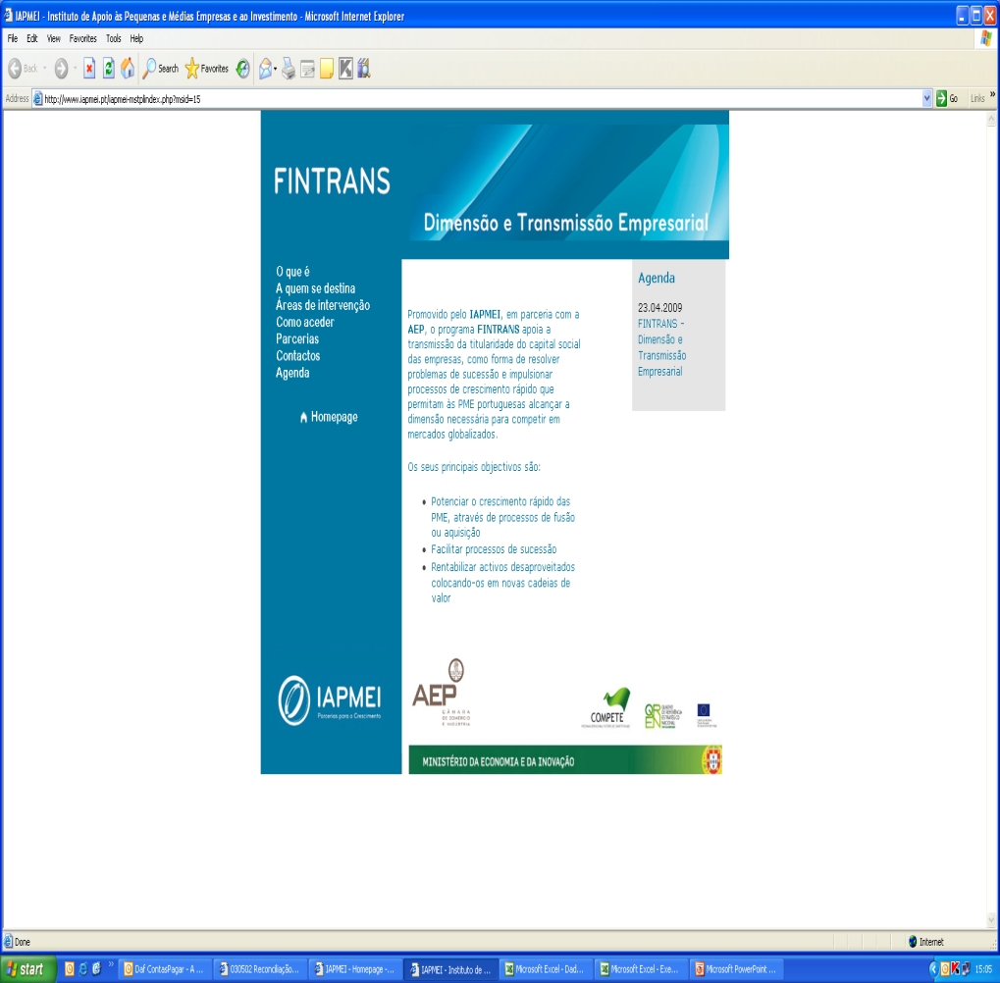 IAPMEI - Instituto de Apoio às Pequenas e Médias Empresas e ao Investimento - Microsoft Internet Explorer
File Edit View Favorites Tools Help
Back Search Favorites
Address http://www.iapmei.pt/iapmei-mstplindex.php?msid=15 Go Links »
FINTRANS
Dimensão e Transmissão Empresarial
O que é
A quem se destina
Áreas de intervenção
Como aceder
Parcerias
Contactos
Agenda
Homepage
Promovido pelo IAPMEI, em parceria com a
AEP, o programa FINTRANS apoia a
transmissão da titularidade do capital social
das empresas, como forma de resolver
problemas de sucessão e impulsionar
processos de crescimento rápido que
permitam às PME portuguesas alcançar a
dimensão necessária para competir em
mercados globalizados.
Os seus principais objectivos são:
Potenciar o crescimento rápido das
PME, através de processos de fusão
ou aquisição
Facilitar processos de sucessão
Rentabilizar activos desaproveitados
colocando-os em novas cadeias de
valor
Agenda
23.04.2009
FINTRANS -
Dimensão e
Transmissão
Empresarial
IAPMEI
Parcerias para o Crescimento
AEP
CÂMARA
DE COMÉRCIO
E INDÚSTRIA
COMPETE
QREN
QUADRO
DE REFERÊNCIA
ESTRATÉGICO
NACIONAL
MINISTÉRIO DA ECONOMIA E DA INOVAÇÃO
Done Internet
start » Daf ContasPagar - A ... 030502 Reconciliação... IAPMEI - Homepage -... IAPMEI - Instituto de ... Microsoft Excel - Dad... Microsoft Excel - Exe... Microsoft PowerPoint ... 15:05